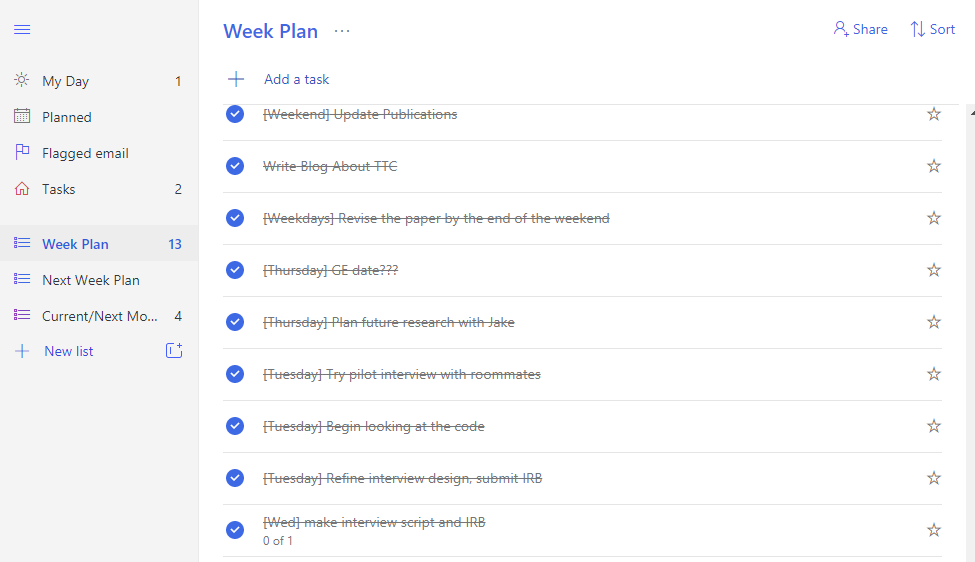 Week Plan ...
Share
Sort
My Day 1
Planned
Flagged email
Tasks 2
Week Plan 13
Next Week Plan
Current/Next Mo... 4
New list
Add a task
[Weekend] Update Publications
Write Blog About TTC
[Weekdays] Revise the paper by the end of the weekend
[Thursday] GE date???
[Thursday] Plan future research with Jake
[Tuesday] Try pilot interview with roommates
[Tuesday] Begin looking at the code
[Tuesday] Refine interview design, submit IRB
[Wed] make interview script and IRB
0 of 1